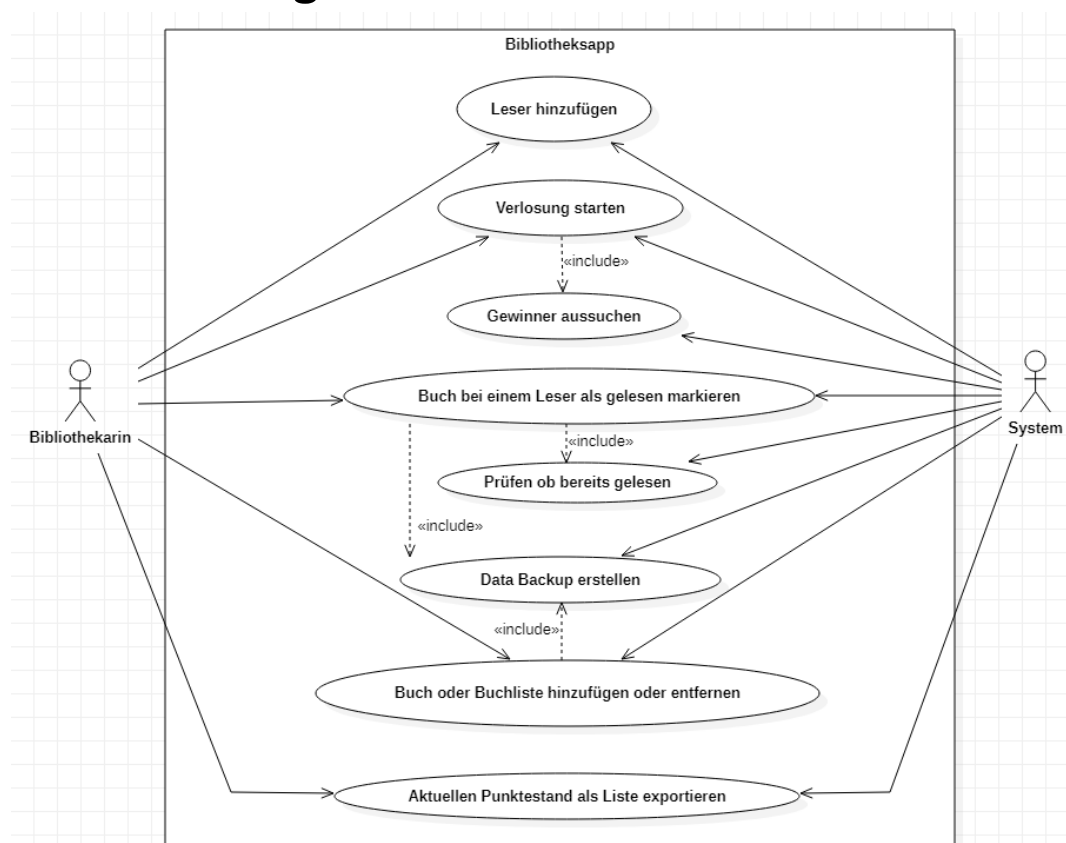 Bibliotheksapp
Leser hinzufügen
Verlosung starten
«include»
Gewinner aussuchen
Buch bei einem Leser als gelesen markieren
Bibliothekarin
System
«include»
Prüfen ob bereits gelesen
«include»
Data Backup erstellen
«include»
Buch oder Buchliste hinzufügen oder entfernen
Aktuellen Punktestand als Liste exportieren